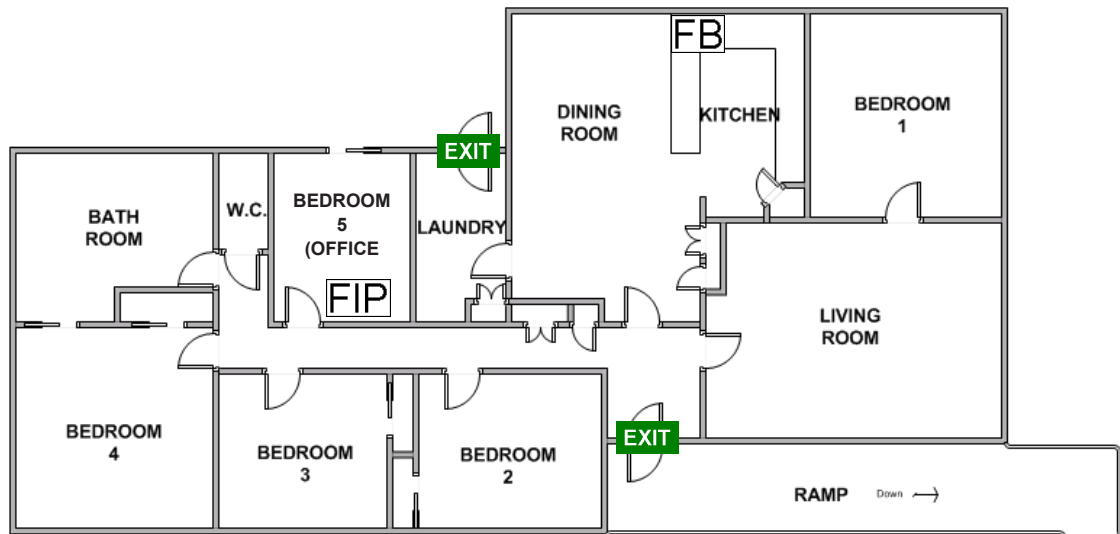 FB
DINING
ROOM
KITCHEN
BEDROOM
1
EXIT
BATH
ROOM
W.C.
BEDROOM
5
(OFFICE
LAUNDRY
FIP
LIVING
ROOM
BEDROOM
4
BEDROOM
3
BEDROOM
2
EXIT
RAMP Down